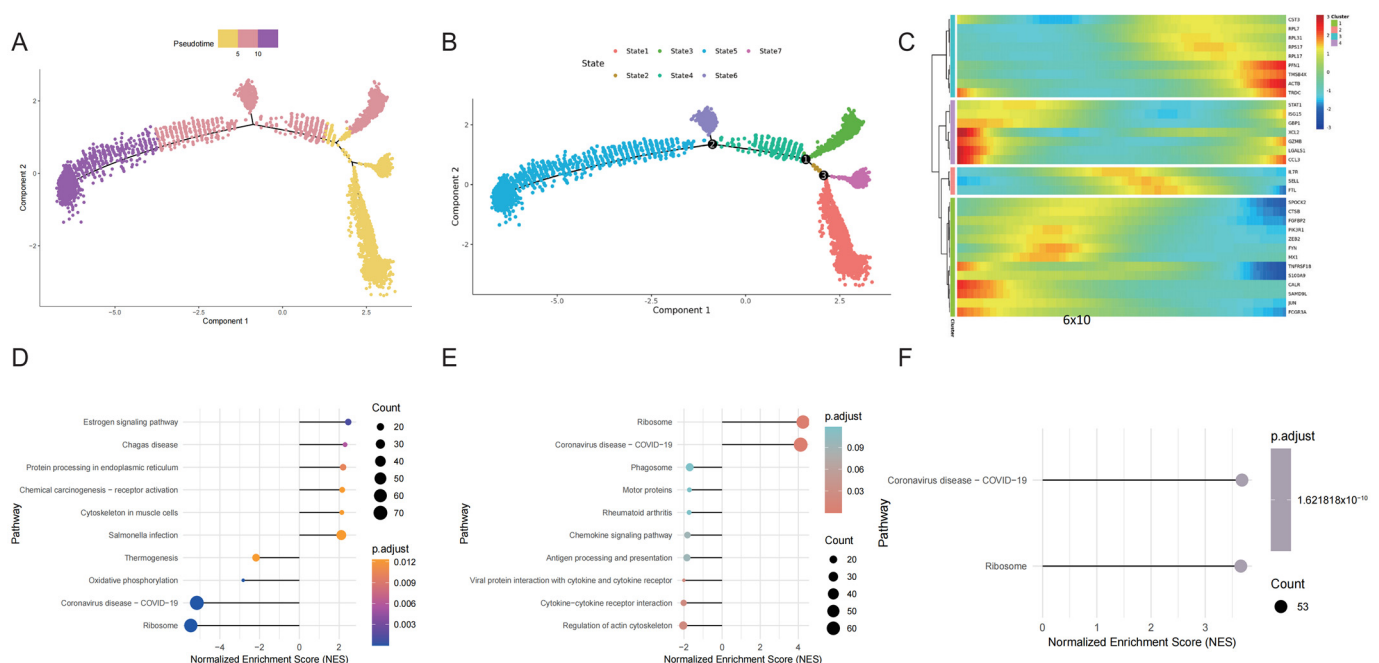 A
Pseudotime
5 10
Component 2
2
0
−2
−5.0 −2.5 0.0 2.5
Component 1
B
State1 State3 State5 State7
State
State2 State4 State6
Component 2
2
0
−2
1
2
3
−5.0 −2.5 0.0 2.5
Component 1
C
CST3
RPL7
RPL31
RPS17
RPL17
PFN1
TMSB4X
ACTB
TRDC
STAT1
ISG15
GBP1
XCL2
GZMB
LGALS1
CCL3
IL7R
SELL
FTL
SPOCK2
CTSB
FGFBP2
PIK3R1
ZEB2
FYN
MX1
TNFRSF18
S100A9
CALR
SAMD9L
JUN
FCGR3A
3
2
1
0
-1
-2
-3
Cluster
1
2
3
4
Cluster
6x10
D
Pathway
Estrogen signaling pathway
Chagas disease
Protein processing in endoplasmic reticulum
Chemical carcinogenesis − receptor activation
Cytoskeleton in muscle cells
Salmonella infection
Thermogenesis
Oxidative phosphorylation
Coronavirus disease − COVID−19
Ribosome
−4 −2 0 2
Normalized Enrichment Score (NES)
Count
20
30
40
50
60
70
p.adjust
0.012
0.009
0.006
0.003
E
Pathway
Ribosome
Coronavirus disease − COVID−19
Phagosome
Motor proteins
Rheumatoid arthritis
Chemokine signaling pathway
Antigen processing and presentation
Viral protein interaction with cytokine and cytokine receptor
Cytokine−cytokine receptor interaction
Regulation of actin cytoskeleton
−2 0 2 4
Normalized Enrichment Score (NES)
p.adjust
0.09
0.06
0.03
Count
20
30
40
50
60
F
Pathway
Coronavirus disease − COVID−19
Ribosome
0 1 2 3
Normalized Enrichment Score (NES)
p.adjust
1.621818x10⁻¹⁰
Count
53